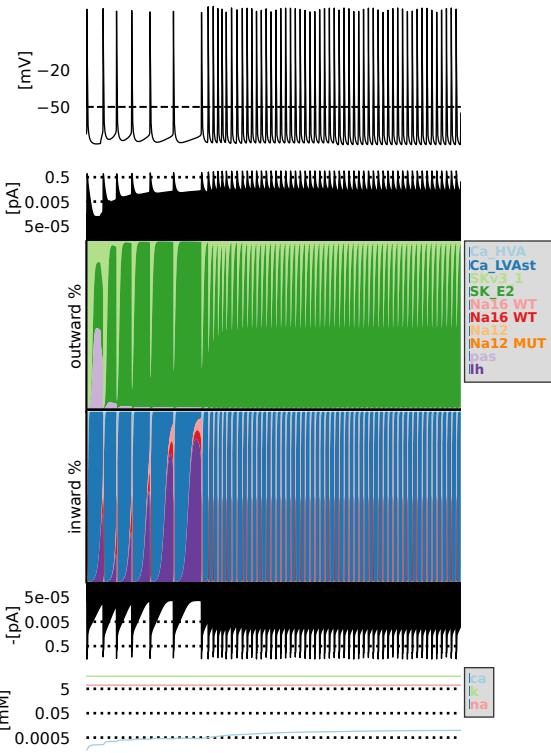 [mV]
−20
−50
[pA]
0.5
0.005
5e-05
outward %
Ca_HVA
Ca_LVAst
SKv3_1
SK_E2
Na16 WT
Na16 WT
Na12
Na12 MUT
pas
Ih
inward %
-[pA]
5e-05
0.005
0.5
[mM]
5
0.05
0.0005
ca
k
na